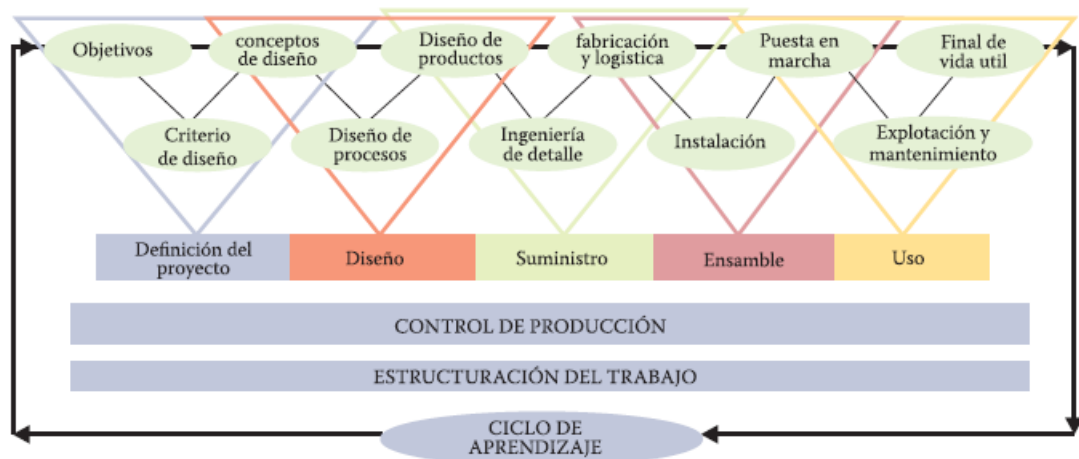 Objetivos
conceptos
de diseño
Diseño de
productos
fabricación
y logistica
Puesta en
marcha
Final de
vida util
Criterio
de diseño
Diseño de
procesos
Ingeniería
de detalle
Instalación
Explotación y
mantenimiento
Definición del
proyecto
Diseño
Suministro
Ensamble
Uso
CONTROL DE PRODUCCIÓN
ESTRUCTURACIÓN DEL TRABAJO
CICLO DE
APRENDIZAJE